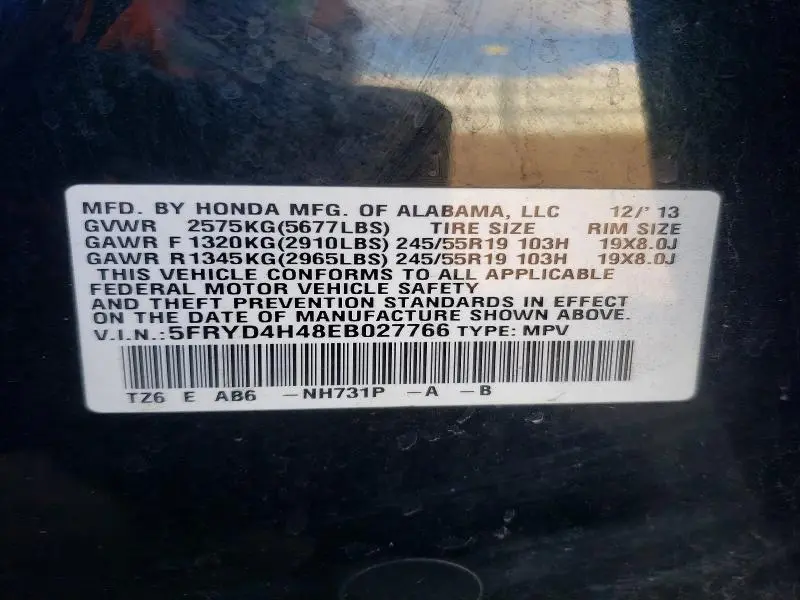 MFD. BY HONDA MFG. OF ALABAMA, LLC 12/' 13
GVWR 2575KG(5677LBS) TIRE SIZE RIM SIZE
GAWR F 1320KG(2910LBS) 245/55R19 103H 19X8.0J
GAWR R 1345KG(2965LBS) 245/55R19 103H 19X8.0J
THIS VEHICLE CONFORMS TO ALL APPLICABLE
FEDERAL MOTOR VEHICLE SAFETY
AND THEFT PREVENTION STANDARDS IN EFFECT
ON THE DATE OF MANUFACTURE SHOWN ABOVE.
V.I.N.:5FRYD4H48EB027766 TYPE: MPV
TZ6 E AB6 -NH731P -A -B